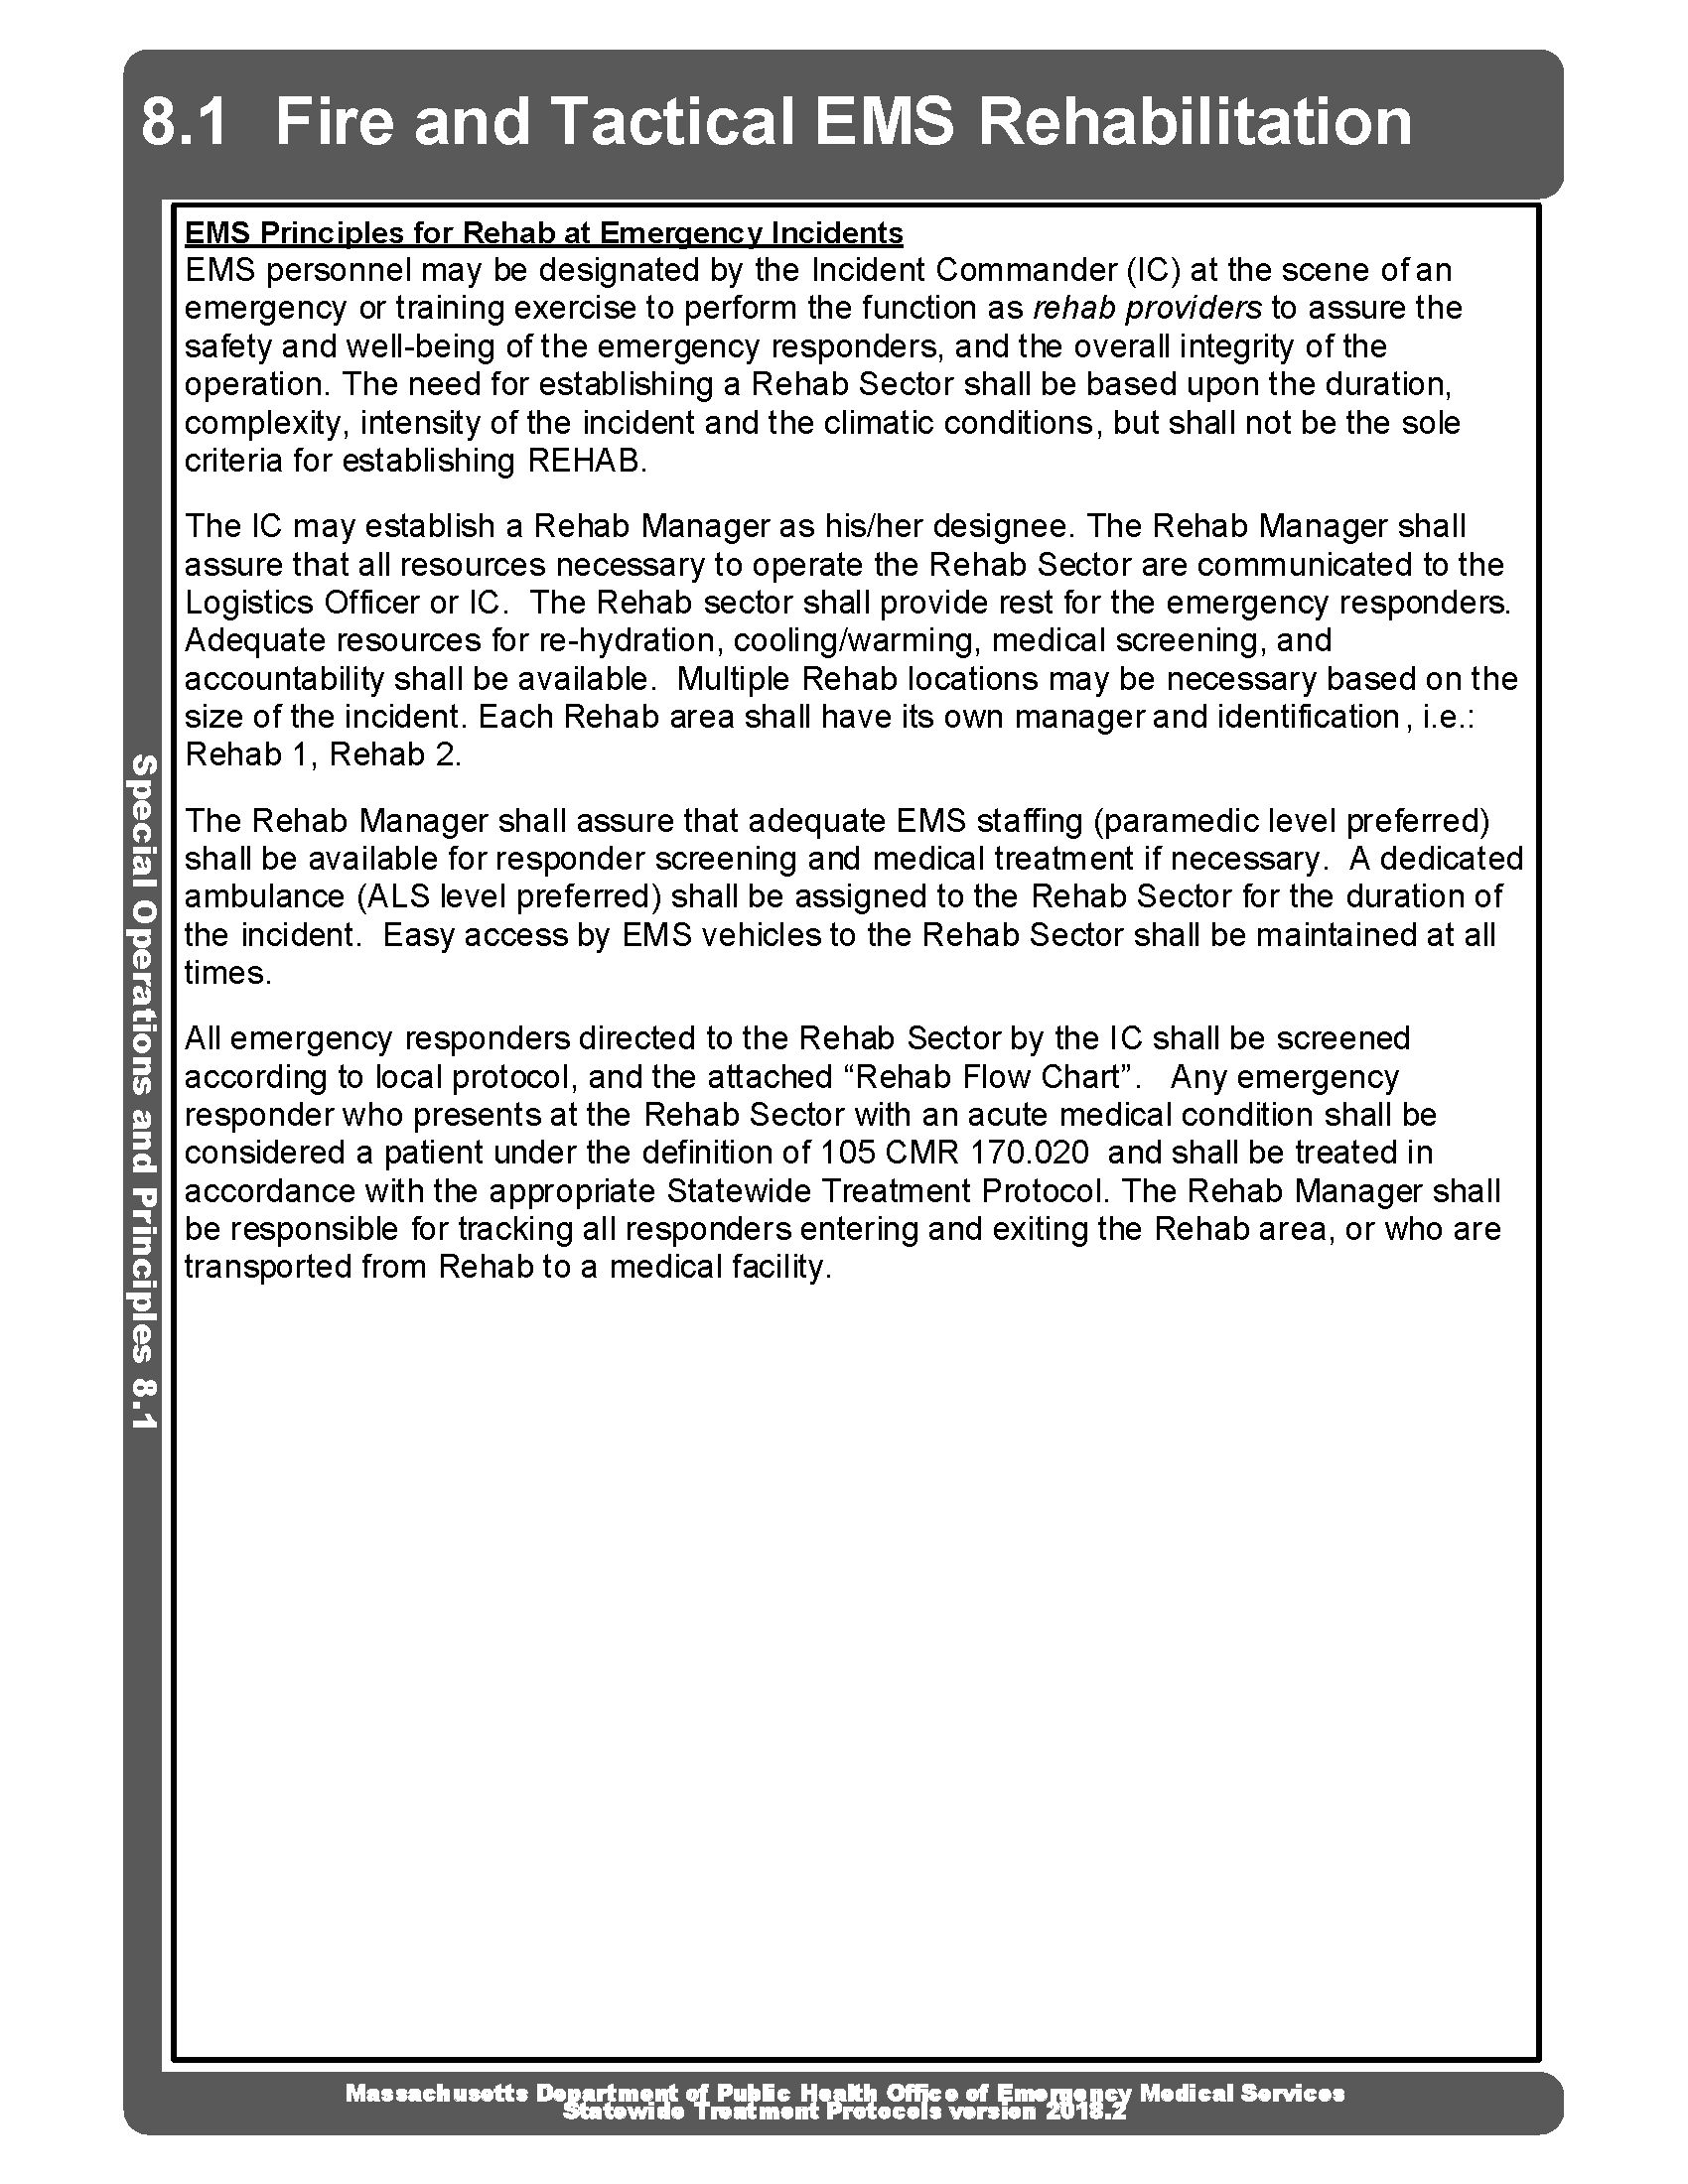 8.1 Fire and Tactical EMS Rehabilitation
EMS Principles for Rehab at Emergency Incidents
EMS personnel may be designated by the Incident Commander (IC) at the scene of an
emergency or training exercise to perform the function as rehab providers to assure the
safety and well-being of the emergency responders, and the overall integrity of the
operation. The need for establishing a Rehab Sector shall be based upon the duration,
complexity, intensity of the incident and the climatic conditions, but shall not be the sole
criteria for establishing REHAB.
The IC may establish a Rehab Manager as his/her designee. The Rehab Manager shall
assure that all resources necessary to operate the Rehab Sector are communicated to the
Logistics Officer or IC. The Rehab sector shall provide rest for the emergency responders.
Adequate resources for re-hydration, cooling/warming, medical screening, and
accountability shall be available. Multiple Rehab locations may be necessary based on the
size of the incident. Each Rehab area shall have its own manager and identification, i.e.:
Rehab 1, Rehab 2.
The Rehab Manager shall assure that adequate EMS staffing (paramedic level preferred)
shall be available for responder screening and medical treatment if necessary. A dedicated
ambulance (ALS level preferred) shall be assigned to the Rehab Sector for the duration of
the incident. Easy access by EMS vehicles to the Rehab Sector shall be maintained at all
times.
All emergency responders directed to the Rehab Sector by the IC shall be screened
according to local protocol, and the attached “Rehab Flow Chart”. Any emergency
responder who presents at the Rehab Sector with an acute medical condition shall be
considered a patient under the definition of 105 CMR 170.020 and shall be treated in
accordance with the appropriate Statewide Treatment Protocol. The Rehab Manager shall
be responsible for tracking all responders entering and exiting the Rehab area, or who are
transported from Rehab to a medical facility.
Special Operations and Principles 8.1
Massachusetts Department of Public Health Office of Emergency Medical Services
Statewide Treatment Protocols version 2018.2